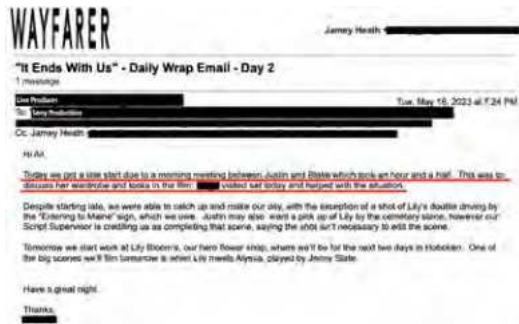 WAYFARER
Jamey Heath
"It Ends With Us" - Daily Wrap Email - Day 2
1 message
Line Producer
Tue, May 16, 2023 at 7:24 PM
To: Sony Production
Cc: Jamey Heath
Hi All,
Today we got a late start due to a morning meeting between Justin and Blake which took an hour and a half. This was to
discuss her wardrobe and looks in the film. visited set today and helped with the situation.
Despite starting late, we were able to catch up and make our day, with the exception of a shot of Lily's double driving by
the "Entering to Maine" sign, which we owe. Justin may also want a pick up of Lily by the cemetery stone, however our
Script Supervisor is crediting us as completing that scene, saying the shot isn't necessary to edit the scene.
Tomorrow we start work at Lily Bloom's, our hero flower shop, where we'll be for the next two days in Hoboken. One of
the big scenes we'll film tomorrow is when Lily meets Allysa, played by Jenny Slate.
Have a great night.
Thanks,